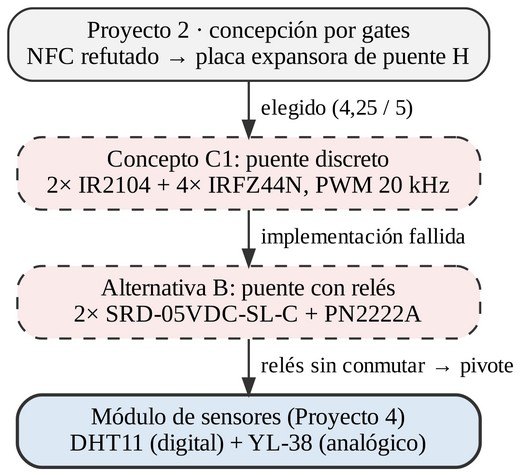 Proyecto 2 · concepción por gates
NFC refutado → placa expansora de puente H
elegido (4,25 / 5)
Concepto C1: puente discreto
2× IR2104 + 4× IRFZ44N, PWM 20 kHz
implementación fallida
Alternativa B: puente con relés
2× SRD-05VDC-SL-C + PN2222A
relés sin conmutar → pivote
Módulo de sensores (Proyecto 4)
DHT11 (digital) + YL-38 (analógico)